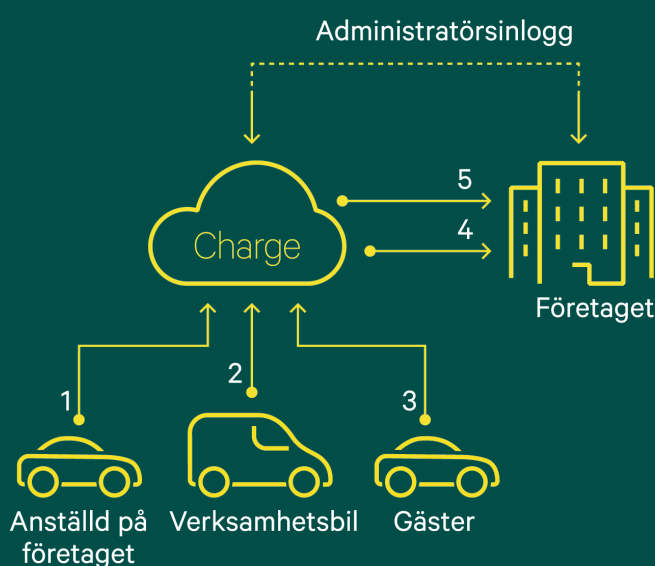 Administratörsinlogg
5
4
Charge
Företaget
1
2
3
Anställd på
företaget
Verksamhetsbil
Gäster